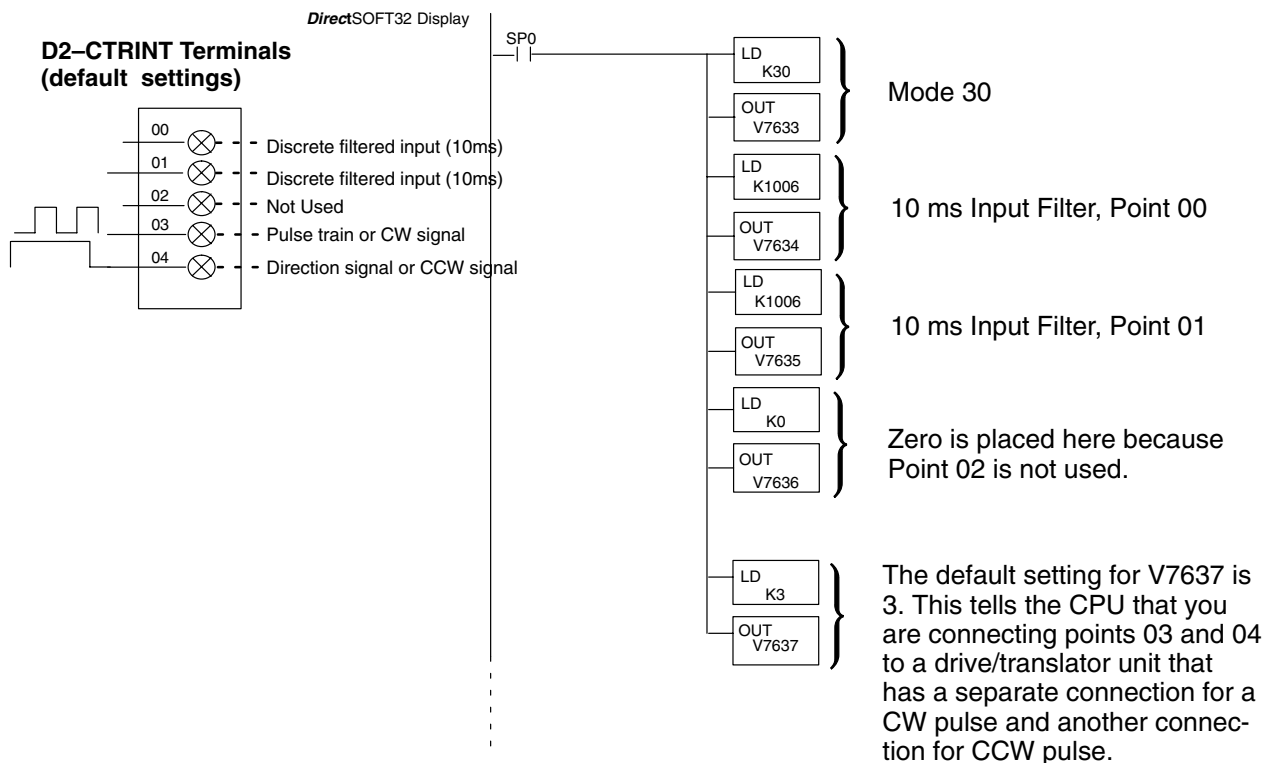 DirectSOFT32 Display
D2–CTRINT Terminals
(default settings)
00
Discrete filtered input (10ms)
01
Discrete filtered input (10ms)
02
Not Used
03
Pulse train or CW signal
04
Direction signal or CCW signal
SP0
LD
K30
OUT
V7633
Mode 30
LD
K1006
OUT
V7634
10 ms Input Filter, Point 00
LD
K1006
OUT
V7635
10 ms Input Filter, Point 01
LD
K0
OUT
V7636
Zero is placed here because
Point 02 is not used.
LD
K3
OUT
V7637
The default setting for V7637 is
3. This tells the CPU that you
are connecting points 03 and 04
to a drive/translator unit that
has a separate connection for a
CW pulse and another connec-
tion for CCW pulse.